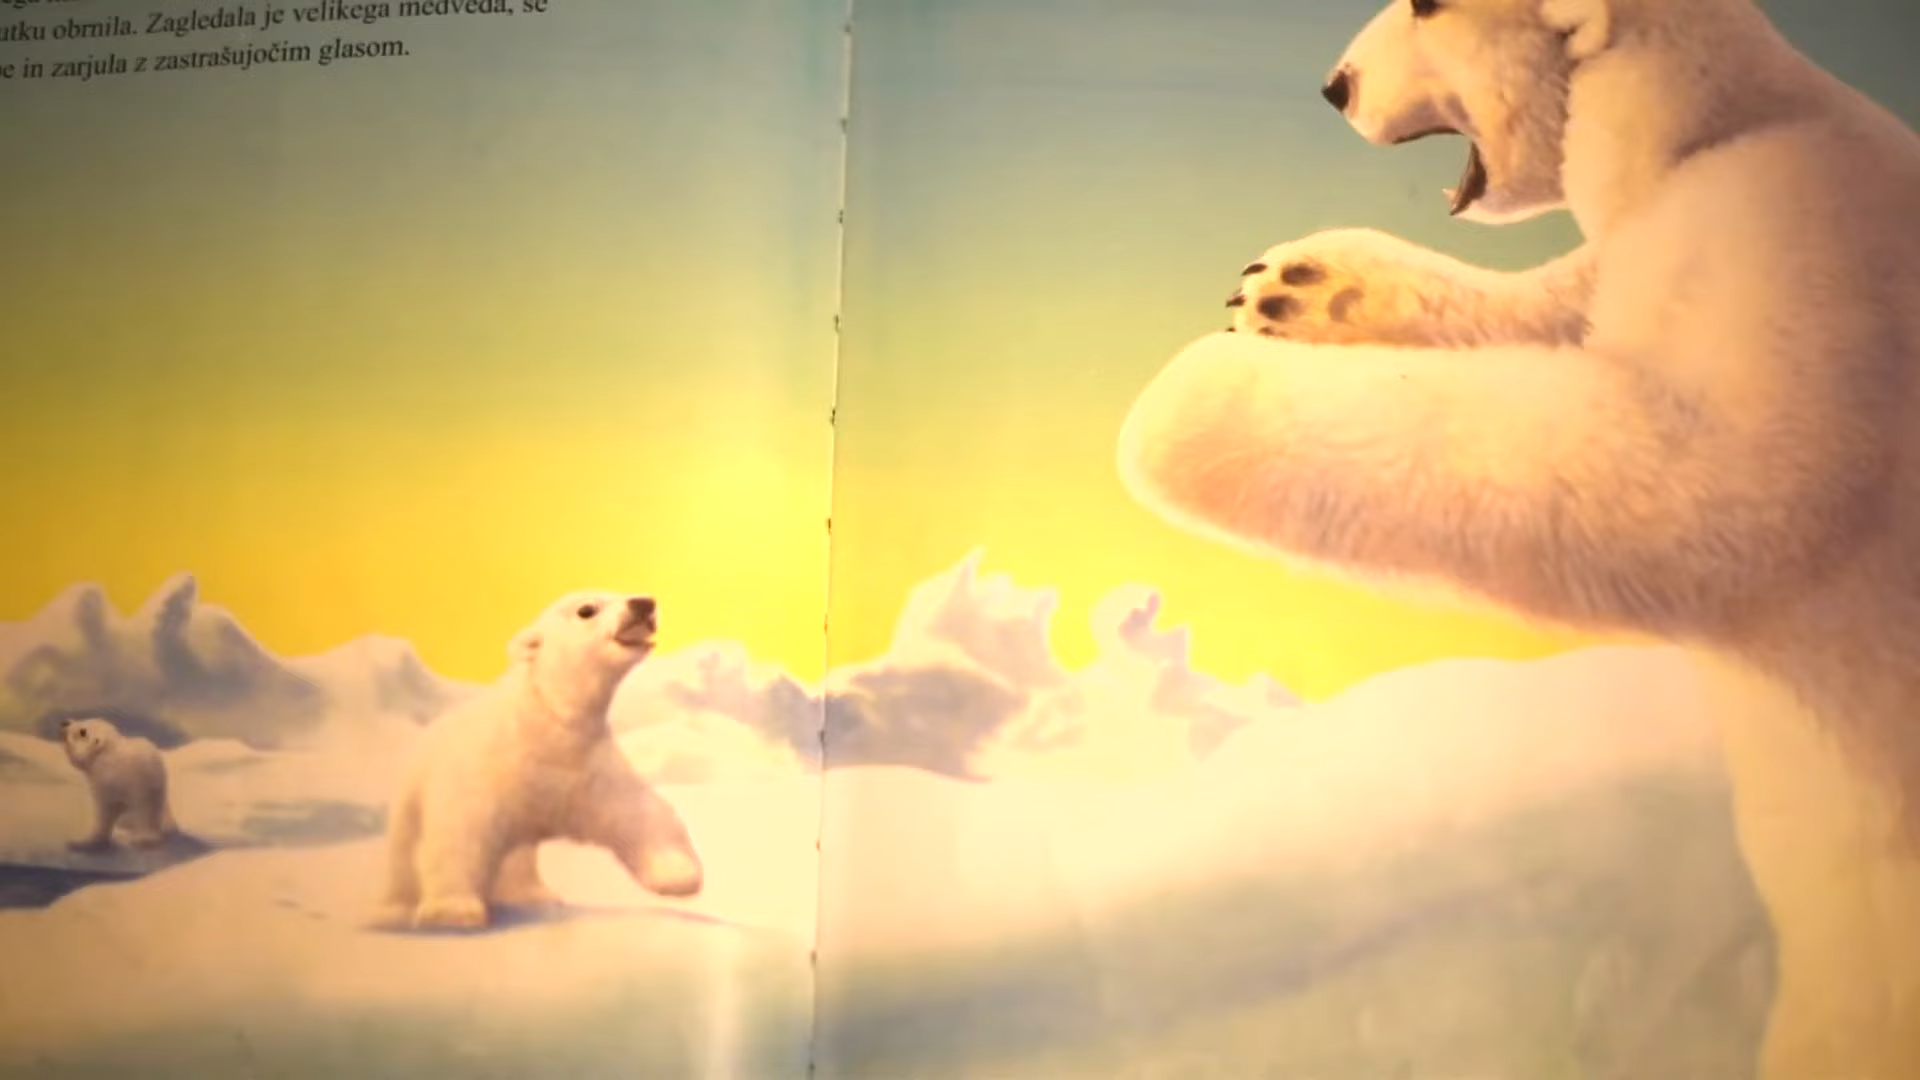 utku obrnila. Zagledala je velikega medveda, se
e in zarjula z zastrašujočim glasom.